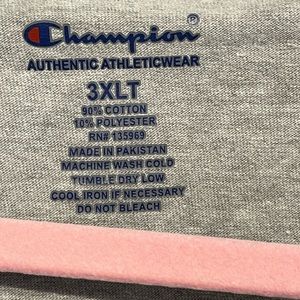 Champion®
AUTHENTIC ATHLETICWEAR
3XLT
90% COTTON
10% POLYESTER
RN# 135969
MADE IN PAKISTAN
MACHINE WASH COLD
TUMBLE DRY LOW
COOL IRON IF NECESSARY
DO NOT BLEACH